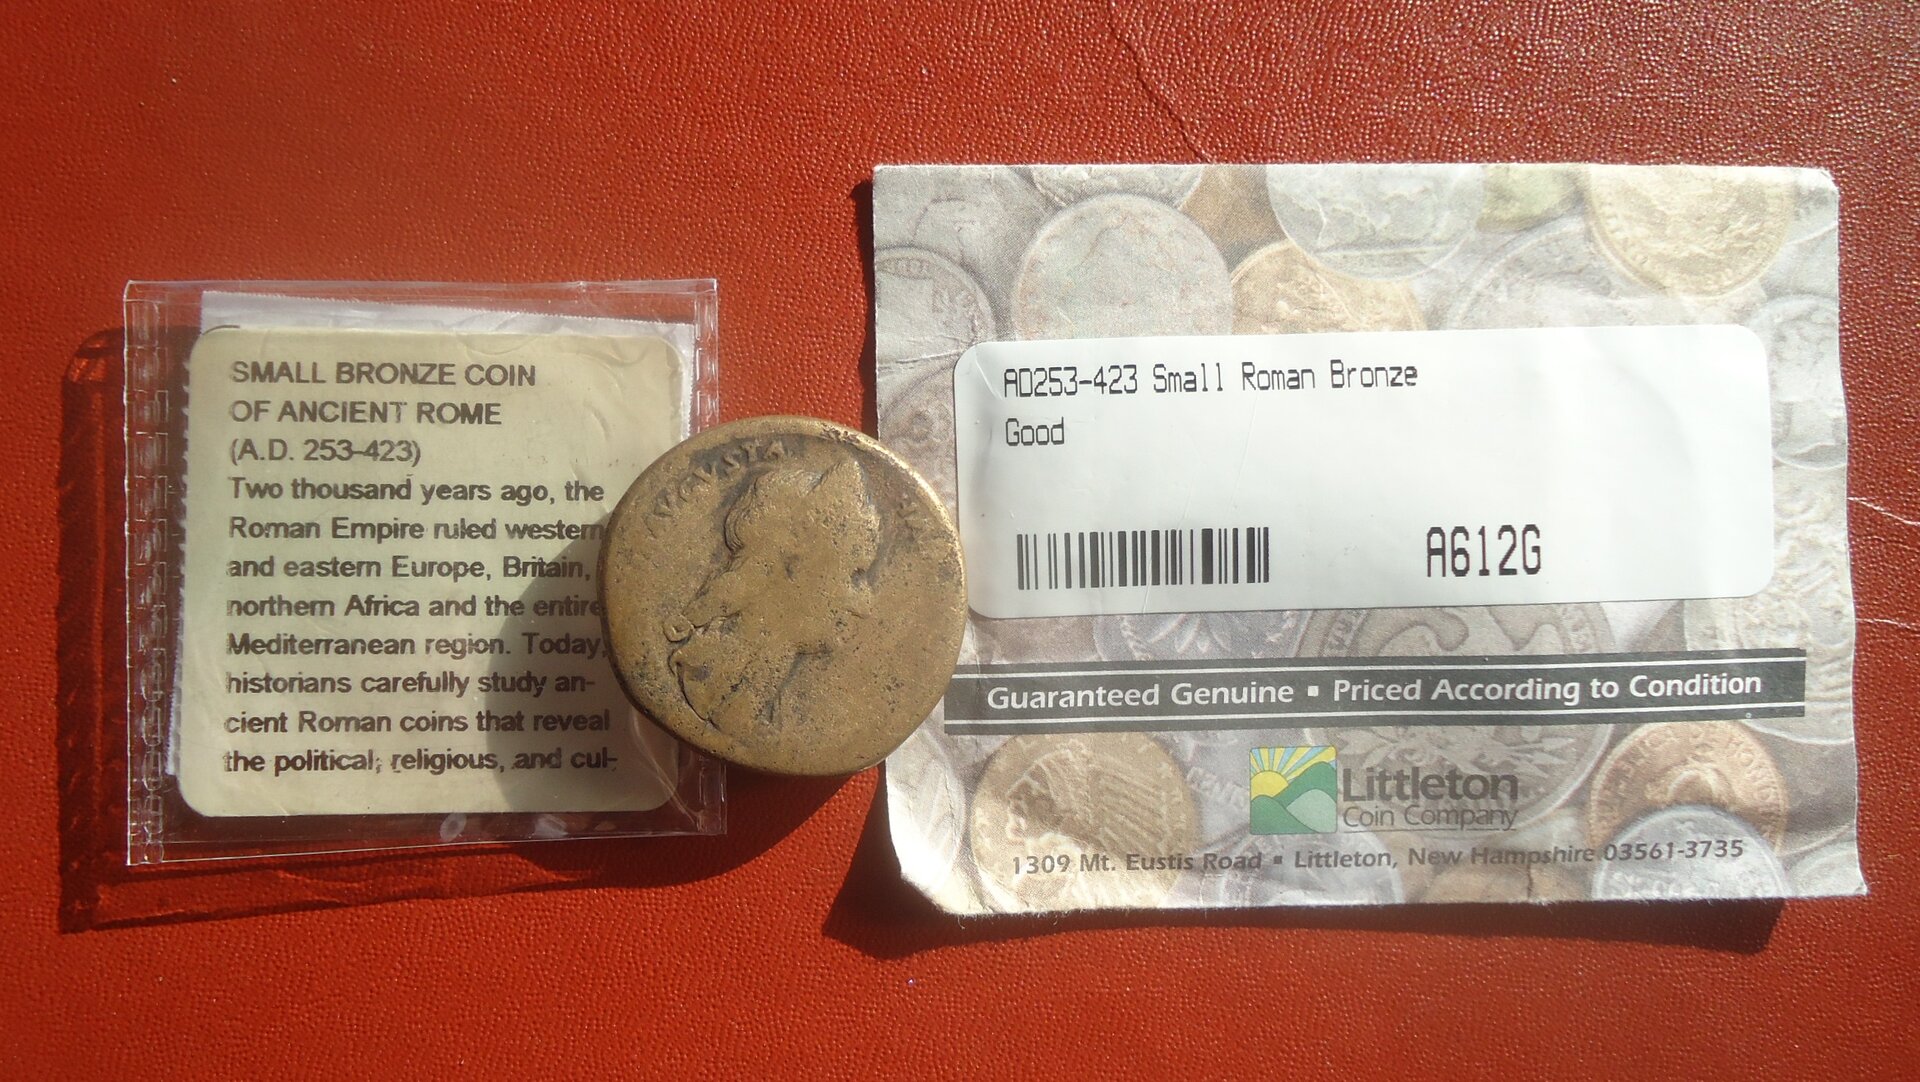 SMALL BRONZE COIN
OF ANCIENT ROME
(A.D. 253-423)
Two thousand years ago, the
Roman Empire ruled western
and eastern Europe, Britain,
northern Africa and the entire
Mediterranean region. Today,
historians carefully study an-
cient Roman coins that reveal
the political, religious, and cul-
AVGVSTA
AD253-423 Small Roman Bronze
Good
A612G
Guaranteed Genuine ▪ Priced According to Condition
Littleton
Coin Company
1309 Mt. Eustis Road ▪ Littleton, New Hampshire 03561-3735